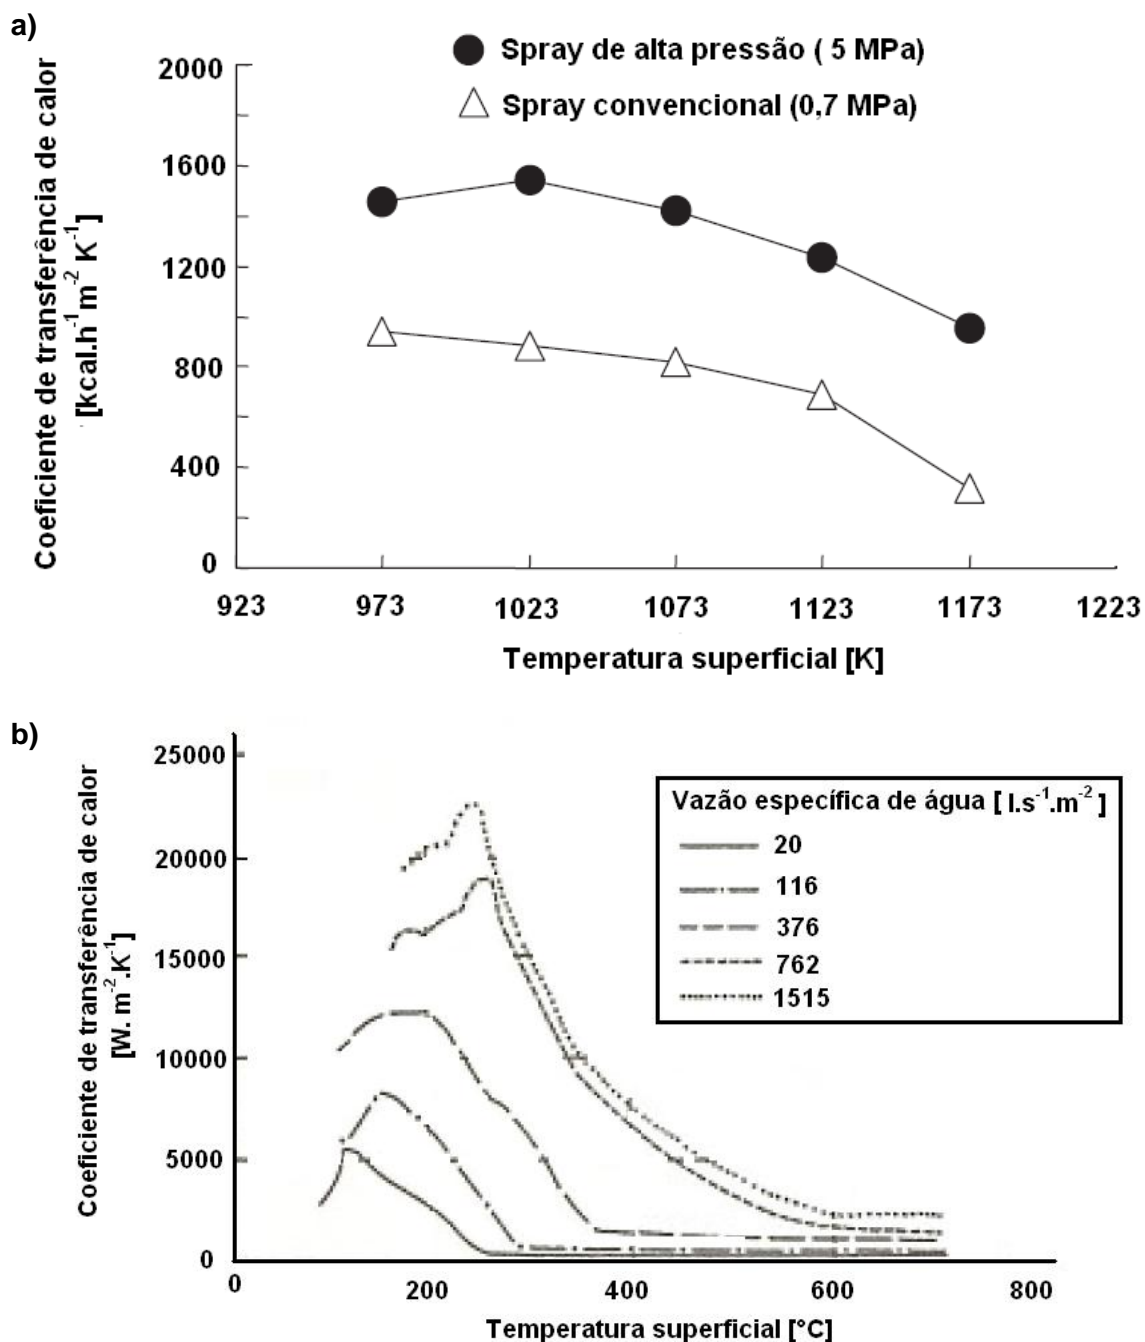 a)
Spray de alta pressão ( 5 MPa)
Spray convencional (0,7 MPa)
Coeficiente de transferência de calor
[kcal.h⁻¹ m⁻² K⁻¹]
2000
1600
1200
800
400
0
923 973 1023 1073 1123 1173 1223
Temperatura superficial [K]
b)
Coeficiente de transferência de calor
[W. m⁻².K⁻¹]
25000
20000
15000
10000
5000
0
Vazão específica de água [ l.s⁻¹.m⁻² ]
20
116
376
762
1515
0 200 400 600 800
Temperatura superficial [°C]